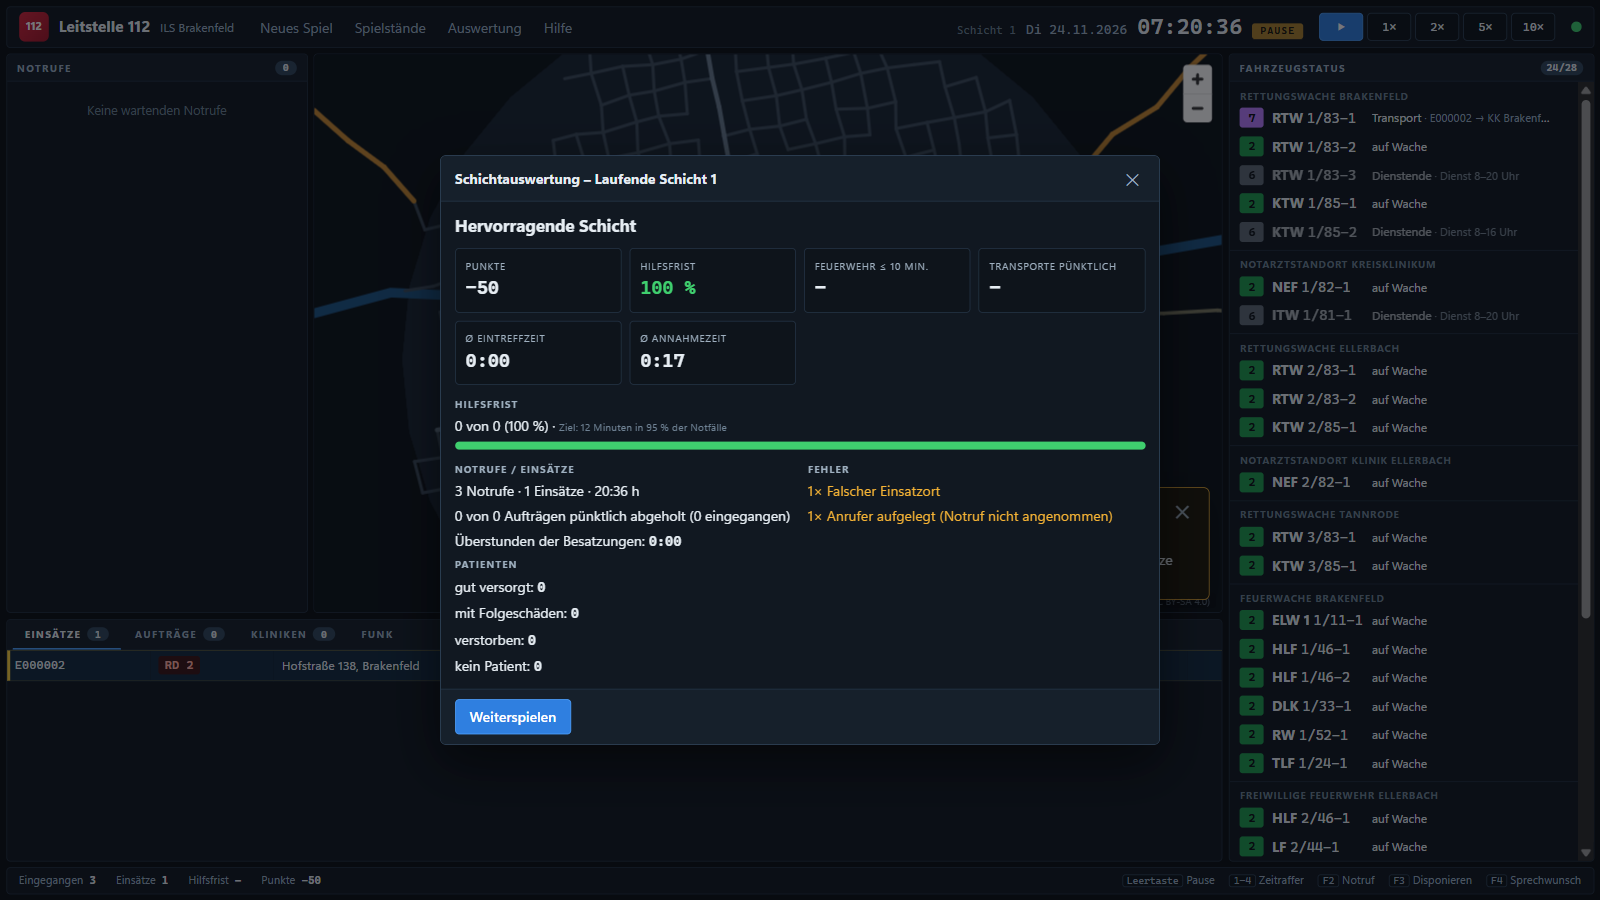 112 Leitstelle 112 ILS Brakenfeld Neues Spiel Spielstände Auswertung Hilfe Schicht 1 Di 24.11.2026 07:20:36 PAUSE 1× 2× 5× 10×
NOTRUFE 0
Keine wartenden Notrufe
+
−
Schichtauswertung – Laufende Schicht 1
Hervorragende Schicht
PUNKTE
−50
HILFSFRIST
100 %
FEUERWEHR ≤ 10 MIN.
–
TRANSPORTE PÜNKTLICH
–
Ø EINTREFFZEIT
0:00
Ø ANNAHMEZEIT
0:17
HILFSFRIST
0 von 0 (100 %) · Ziel: 12 Minuten in 95 % der Notfälle
NOTRUFE / EINSÄTZE
3 Notrufe · 1 Einsätze · 20:36 h
0 von 0 Aufträgen pünktlich abgeholt (0 eingegangen)
Überstunden der Besatzungen: 0:00
FEHLER
1× Falscher Einsatzort
1× Anrufer aufgelegt (Notruf nicht angenommen)
PATIENTEN
gut versorgt: 0
mit Folgeschäden: 0
verstorben: 0
kein Patient: 0
Weiterspielen
ze
BY-SA 4.0)
EINSÄTZE 1 AUFTRÄGE 0 KLINIKEN 0 FUNK
E000002 RD 2 Hofstraße 138, Brakenfeld
FAHRZEUGSTATUS 24/28
RETTUNGSWACHE BRAKENFELD
7 RTW 1/83–1 Transport · E000002 → KK Brakenf...
2 RTW 1/83–2 auf Wache
6 RTW 1/83–3 Dienstende · Dienst 8–20 Uhr
2 KTW 1/85–1 auf Wache
6 KTW 1/85–2 Dienstende · Dienst 8–16 Uhr
NOTARZTSTANDORT KREISKLINIKUM
2 NEF 1/82–1 auf Wache
6 ITW 1/81–1 Dienstende · Dienst 8–20 Uhr
RETTUNGSWACHE ELLERBACH
2 RTW 2/83–1 auf Wache
2 RTW 2/83–2 auf Wache
2 KTW 2/85–1 auf Wache
NOTARZTSTANDORT KLINIK ELLERBACH
2 NEF 2/82–1 auf Wache
RETTUNGSWACHE TANNRODE
2 RTW 3/83–1 auf Wache
2 KTW 3/85–1 auf Wache
FEUERWACHE BRAKENFELD
2 ELW 1 1/11–1 auf Wache
2 HLF 1/46–1 auf Wache
2 HLF 1/46–2 auf Wache
2 DLK 1/33–1 auf Wache
2 RW 1/52–1 auf Wache
2 TLF 1/24–1 auf Wache
FREIWILLIGE FEUERWEHR ELLERBACH
2 HLF 2/46–1 auf Wache
2 LF 2/44–1 auf Wache
Eingegangen 3 Einsätze 1 Hilfsfrist – Punkte −50 Leertaste Pause 1–4 Zeitraffer F2 Notruf F3 Disponieren F4 Sprechwunsch